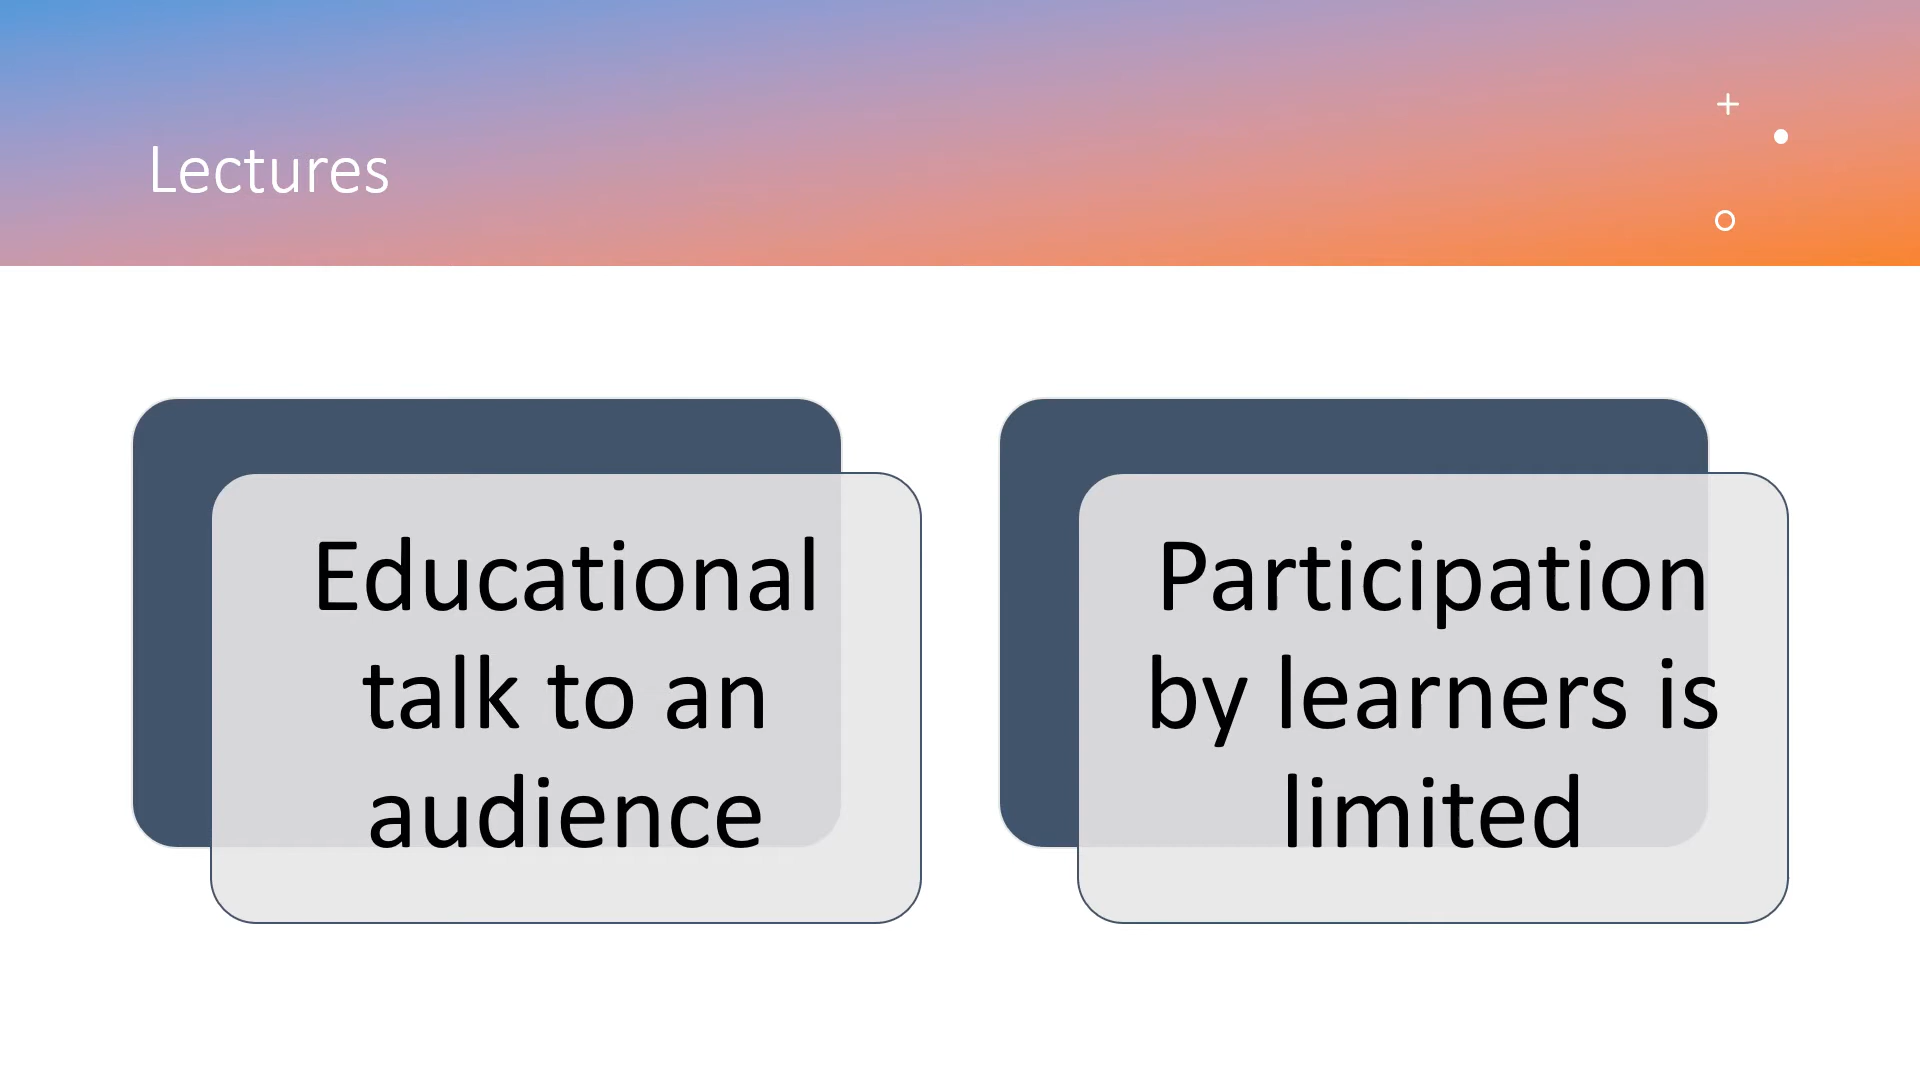 Lectures
Educational
talk to an
audience
Participation
by learners is
limited